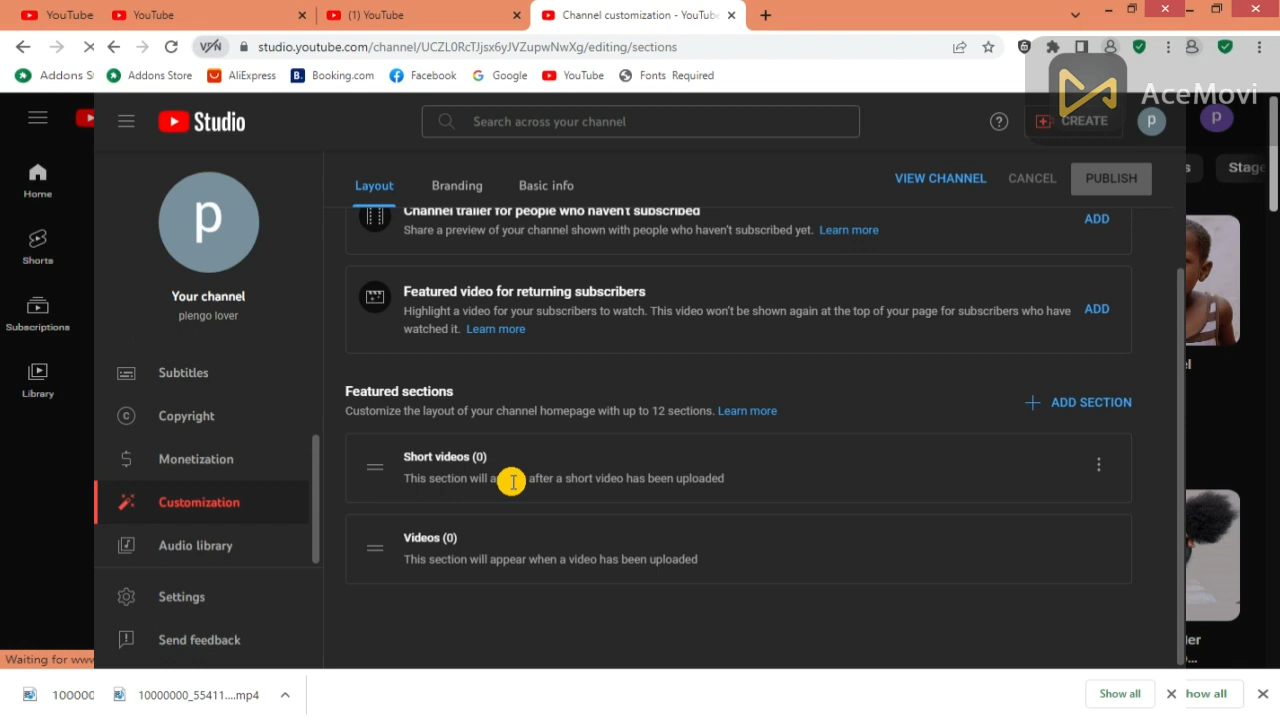 YouTube
YouTube
(1) YouTube
Channel customization - YouTube
VPN
studio.youtube.com/channel/UCZL0RcTJjsx6yJVZupwNwXg/editing/sections
Addons St
Addons Store
AliExpress
Booking.com
Facebook
Google
YouTube
Fonts Required
AceMovi
Studio
Search across your channel
CREATE
p
p
Home
Shorts
Subscriptions
Library
p
Your channel
plengo lover
Subtitles
Copyright
Monetization
Customization
Audio library
Settings
Send feedback
Layout
Branding
Basic info
VIEW CHANNEL
CANCEL
PUBLISH
s
Stage
Channel trailer for people who haven't subscribed
Share a preview of your channel shown with people who haven't subscribed yet. Learn more
ADD
Featured video for returning subscribers
Highlight a video for your subscribers to watch. This video won't be shown again at the top of your page for subscribers who have
watched it. Learn more
ADD
Featured sections
Customize the layout of your channel homepage with up to 12 sections. Learn more
ADD SECTION
Short videos (0)
This section will a after a short video has been uploaded
Videos (0)
This section will appear when a video has been uploaded
Waiting for www
100000
10000000_55411....mp4
Show all
how all